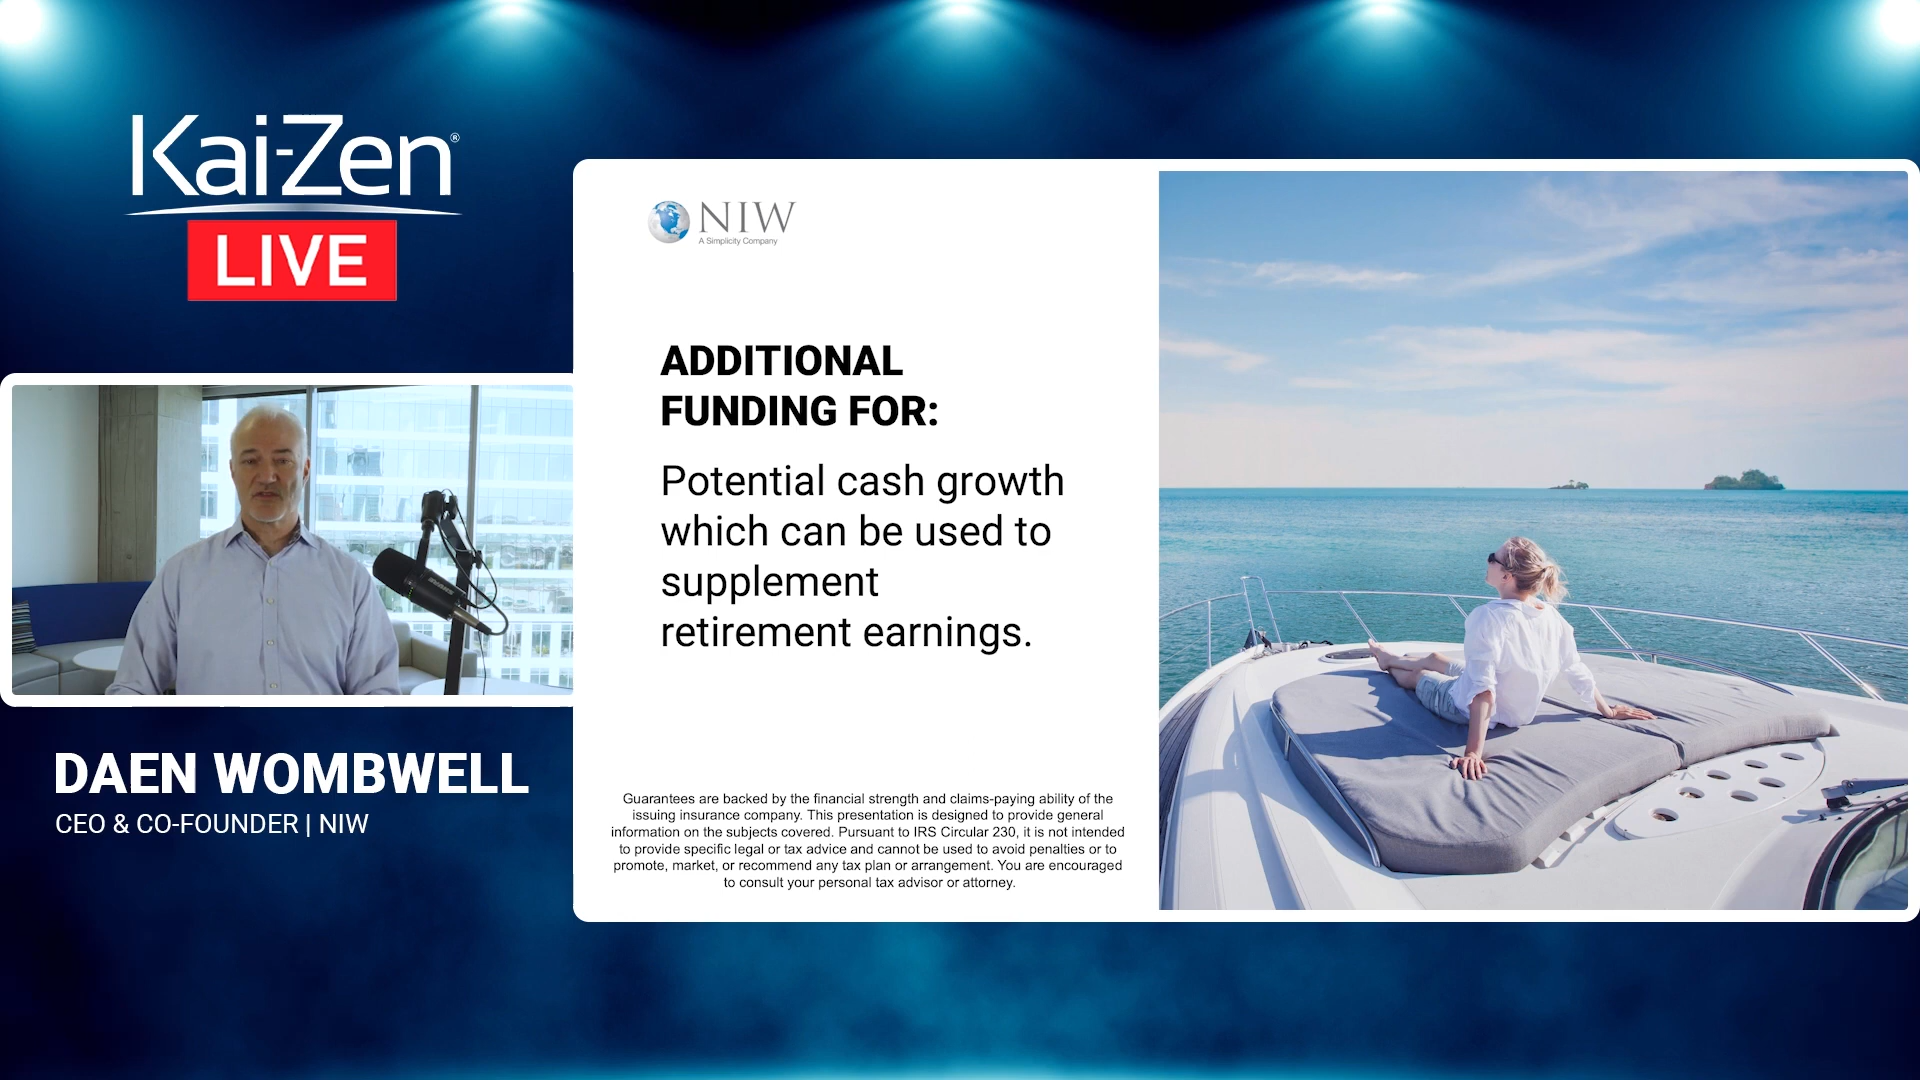 Kai-Zen®
LIVE
DAEN WOMBWELL
CEO & CO-FOUNDER | NIW
NIW
A Simplicity Company
ADDITIONAL
FUNDING FOR:
Potential cash growth
which can be used to
supplement
retirement earnings.
Guarantees are backed by the financial strength and claims-paying ability of the
issuing insurance company. This presentation is designed to provide general
information on the subjects covered. Pursuant to IRS Circular 230, it is not intended
to provide specific legal or tax advice and cannot be used to avoid penalties or to
promote, market, or recommend any tax plan or arrangement. You are encouraged
to consult your personal tax advisor or attorney.